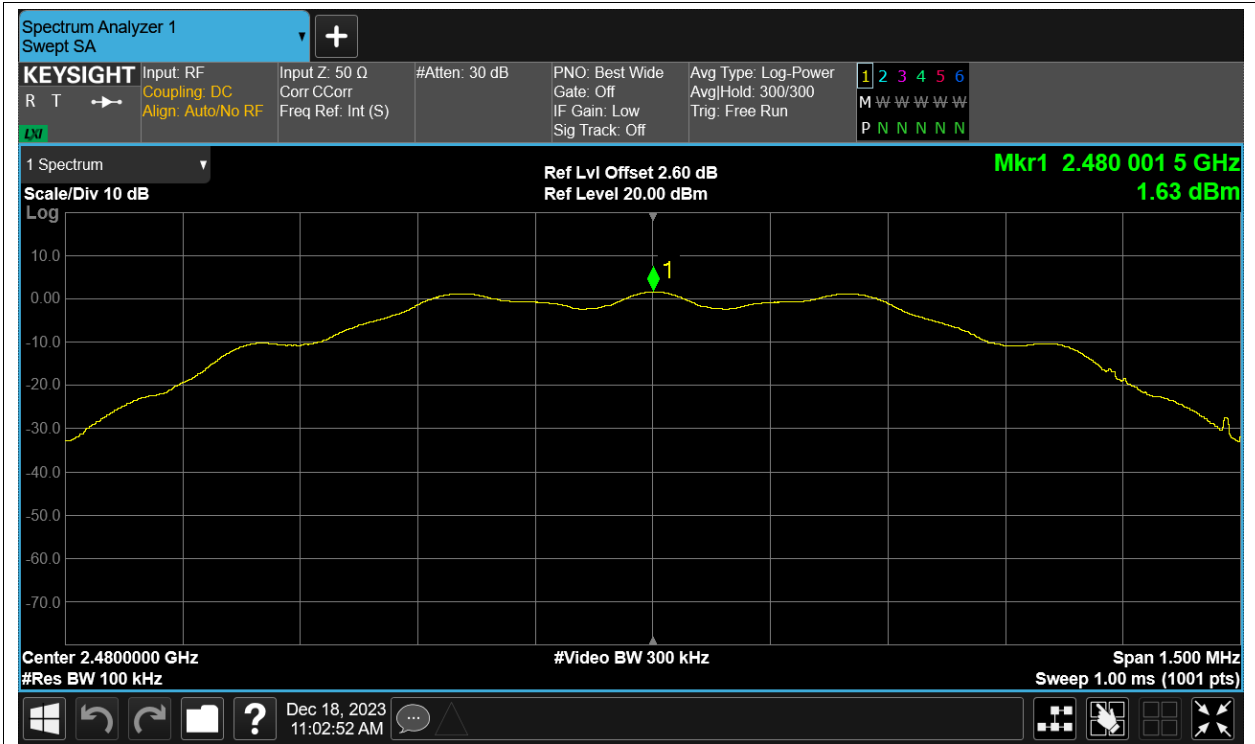 Spectrum Analyzer 1
Swept SA
KEYSIGHT
R T
LXI
Input: RF
Coupling: DC
Align: Auto/No RF
Input Z: 50 Ω
Corr CCorr
Freq Ref: Int (S)
#Atten: 30 dB
PNO: Best Wide
Gate: Off
IF Gain: Low
Sig Track: Off
Avg Type: Log-Power
Avg|Hold: 300/300
Trig: Free Run
1 2 3 4 5 6
M W W W W W
P N N N N N
1 Spectrum
Scale/Div 10 dB
Log
Ref Lvl Offset 2.60 dB
Ref Level 20.00 dBm
Mkr1 2.480 001 5 GHz
1.63 dBm
1
10.0
0.00
-10.0
-20.0
-30.0
-40.0
-50.0
-60.0
-70.0
Center 2.4800000 GHz
#Res BW 100 kHz
#Video BW 300 kHz
Span 1.500 MHz
Sweep 1.00 ms (1001 pts)
?
Dec 18, 2023
11:02:52 AM